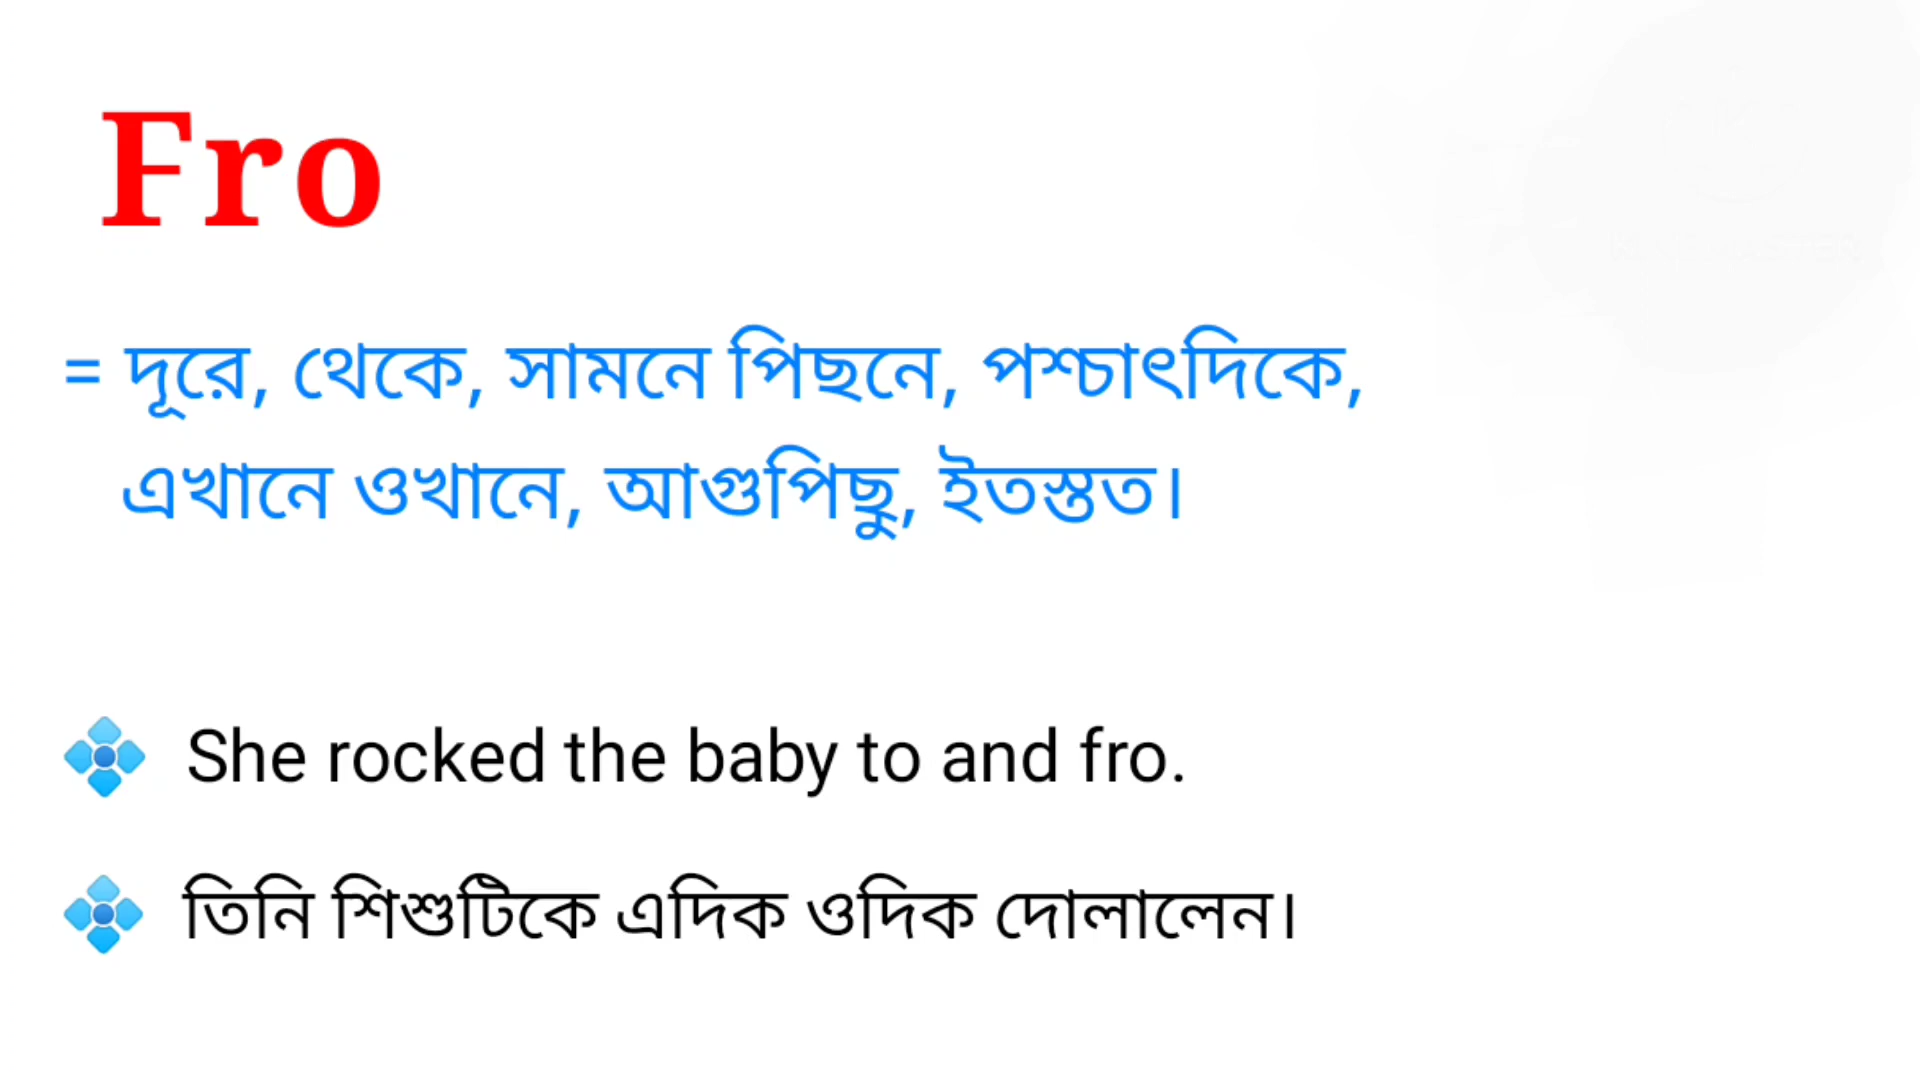 Fro
= দূরে, থেকে, সামনে পিছনে, পশ্চাৎদিকে,
এখানে ওখানে, আগুপিছু, ইতস্তত।
She rocked the baby to and fro.
তিনি শিশুটিকে এদিক ওদিক দোলালেন।